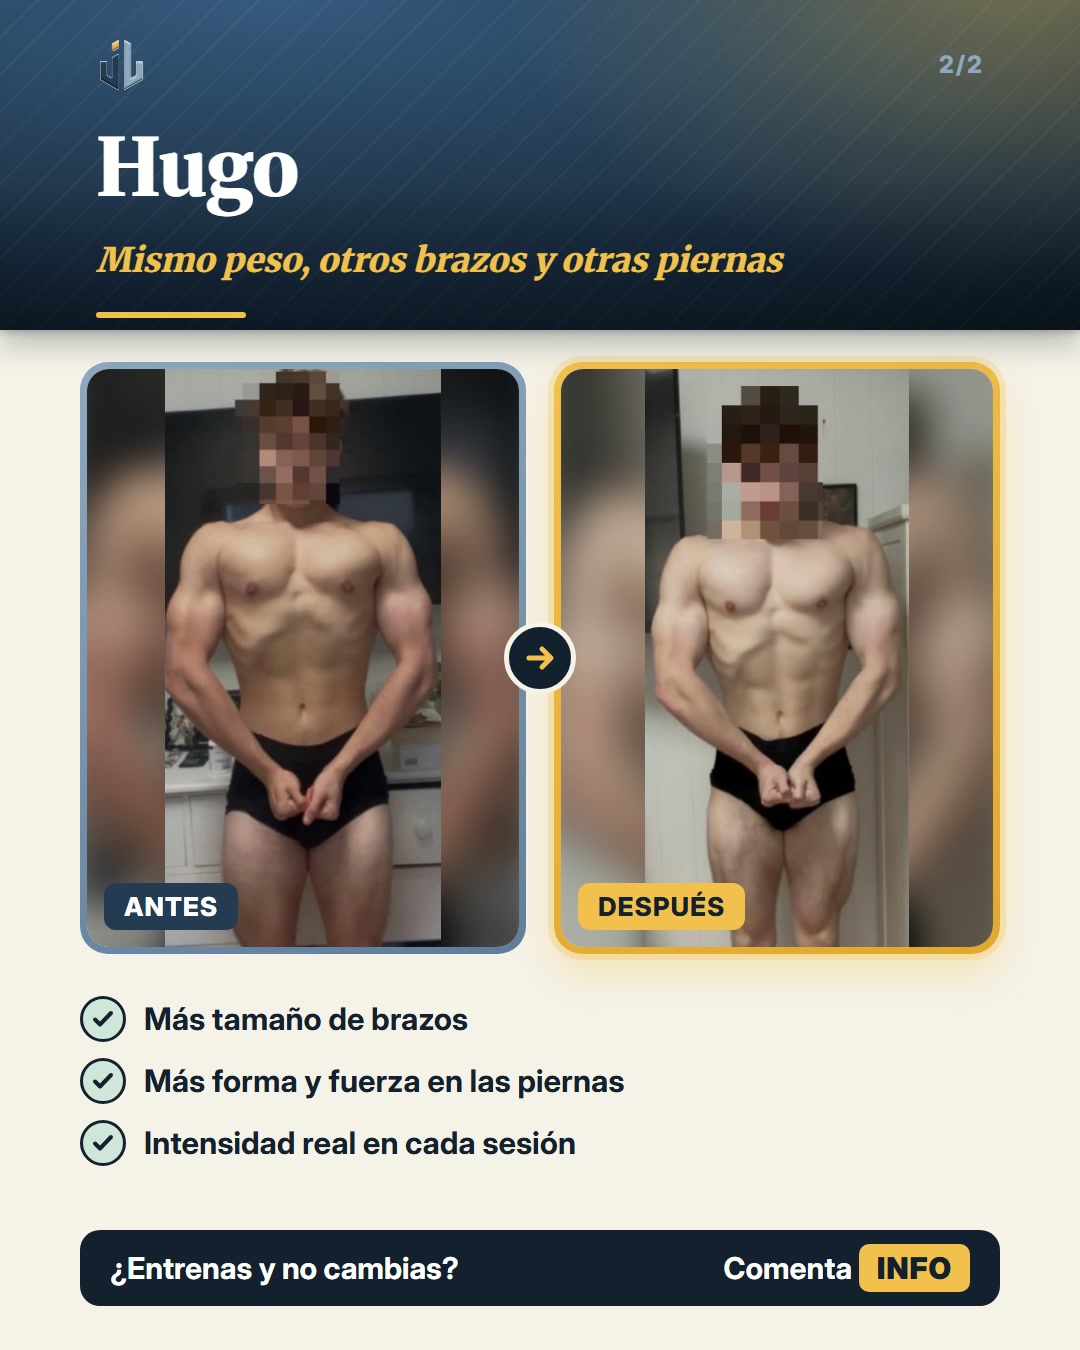 2/2
Hugo
Mismo peso, otros brazos y otras piernas
ANTES
DESPUÉS
Más tamaño de brazos
Más forma y fuerza en las piernas
Intensidad real en cada sesión
¿Entrenas y no cambias?
Comenta INFO